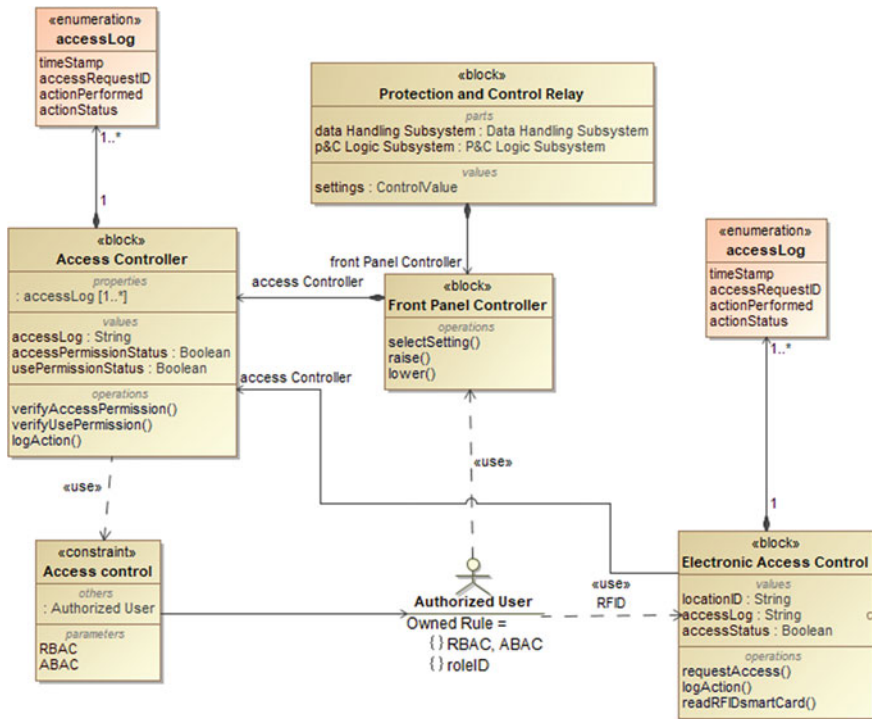 «enumeration»
accessLog
timeStamp
accessRequestID
actionPerformed
actionStatus
1..*
1
«block»
Protection and Control Relay
parts
data Handling Subsystem : Data Handling Subsystem
p&C Logic Subsystem : P&C Logic Subsystem
values
settings : ControlValue
«block»
Access Controller
properties
: accessLog [1..*]
values
accessLog : String
accessPermissionStatus : Boolean
usePermissionStatus : Boolean
operations
verifyAccessPermission()
verifyUsePermission()
logAction()
access Controller
front Panel Controller
«block»
Front Panel Controller
operations
selectSetting()
raise()
lower()
access Controller
«enumeration»
accessLog
timeStamp
accessRequestID
actionPerformed
actionStatus
1..*
1
«use»
«use»
«constraint»
Access control
others
: Authorized User
parameters
RBAC
ABAC
Authorized User
Owned Rule =
{} RBAC, ABAC
{} roleID
«use»
RFID
«block»
Electronic Access Control
values
locationID : String
accessLog : String
accessStatus : Boolean
operations
requestAccess()
logAction()
readRFIDsmartCard()